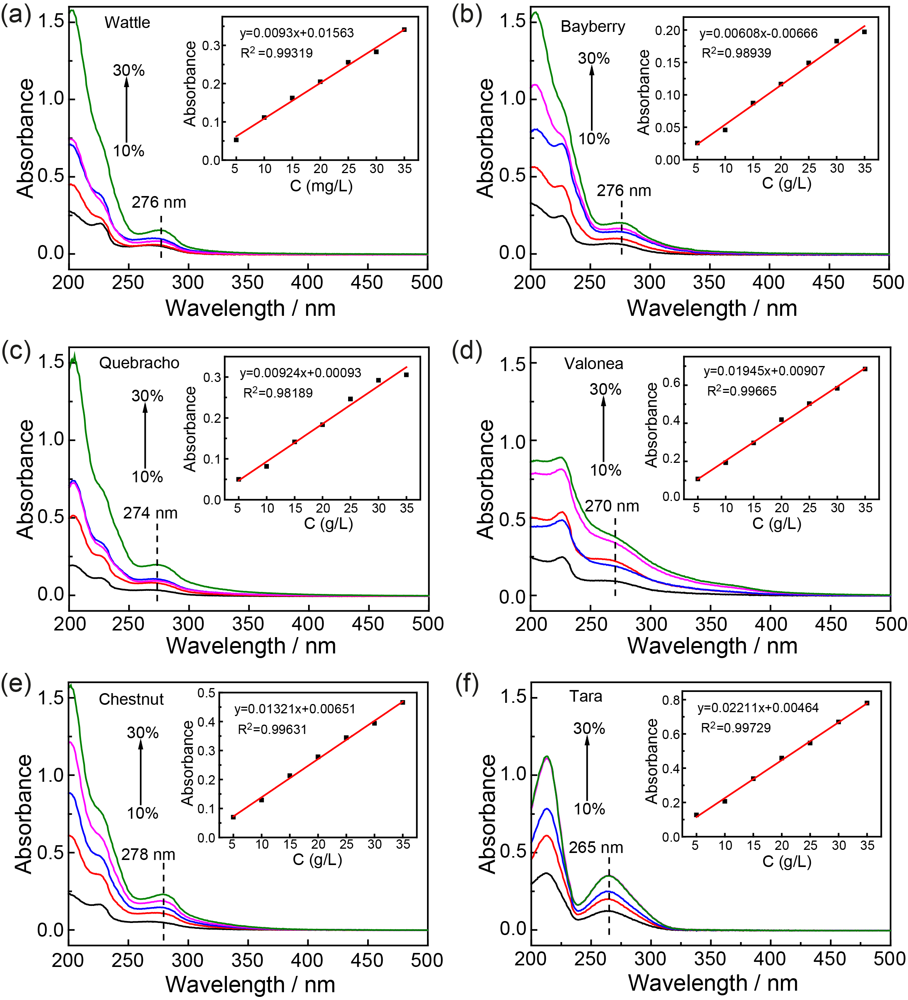 (a)
Wattle
30%
10%
276 nm
y=0.0093x+0.01563
R²=0.99319
Absorbance
0.3
0.2
0.1
0.0
5 10 15 20 25 30 35
C (mg/L)
Absorbance
1.5
1.0
0.5
0.0
200 250 300 350 400 450 500
Wavelength / nm
(b)
Bayberry
30%
10%
276 nm
y=0.00608x-0.00666
R²=0.98939
Absorbance
0.20
0.15
0.10
0.05
0.00
5 10 15 20 25 30 35
C (g/L)
Absorbance
1.5
1.0
0.5
0.0
200 250 300 350 400 450 500
Wavelength / nm
(c)
Quebracho
30%
10%
274 nm
y=0.00924x+0.00093
R²=0.98189
Absorbance
0.3
0.2
0.1
0.0
5 10 15 20 25 30 35
C (g/L)
Absorbance
1.5
1.0
0.5
0.0
200 250 300 350 400 450 500
Wavelength / nm
(d)
Valonea
30%
10%
270 nm
y=0.01945x+0.00907
R²=0.99665
Absorbance
0.6
0.4
0.2
0.0
5 10 15 20 25 30 35
C (g/L)
Absorbance
1.5
1.0
0.5
0.0
200 250 300 350 400 450 500
Wavelength / nm
(e)
Chestnut
30%
10%
278 nm
y=0.01321x+0.00651
R²=0.99631
Absorbance
0.5
0.4
0.3
0.2
0.1
0.0
5 10 15 20 25 30 35
C (g/L)
Absorbance
1.5
1.0
0.5
0.0
200 250 300 350 400 450 500
Wavelength / nm
(f)
Tara
30%
10%
265 nm
y=0.02211x+0.00464
R²=0.99729
Absorbance
0.8
0.6
0.4
0.2
0.0
5 10 15 20 25 30 35
C (g/L)
Absorbance
1.5
1.0
0.5
0.0
200 250 300 350 400 450 500
Wavelength / nm